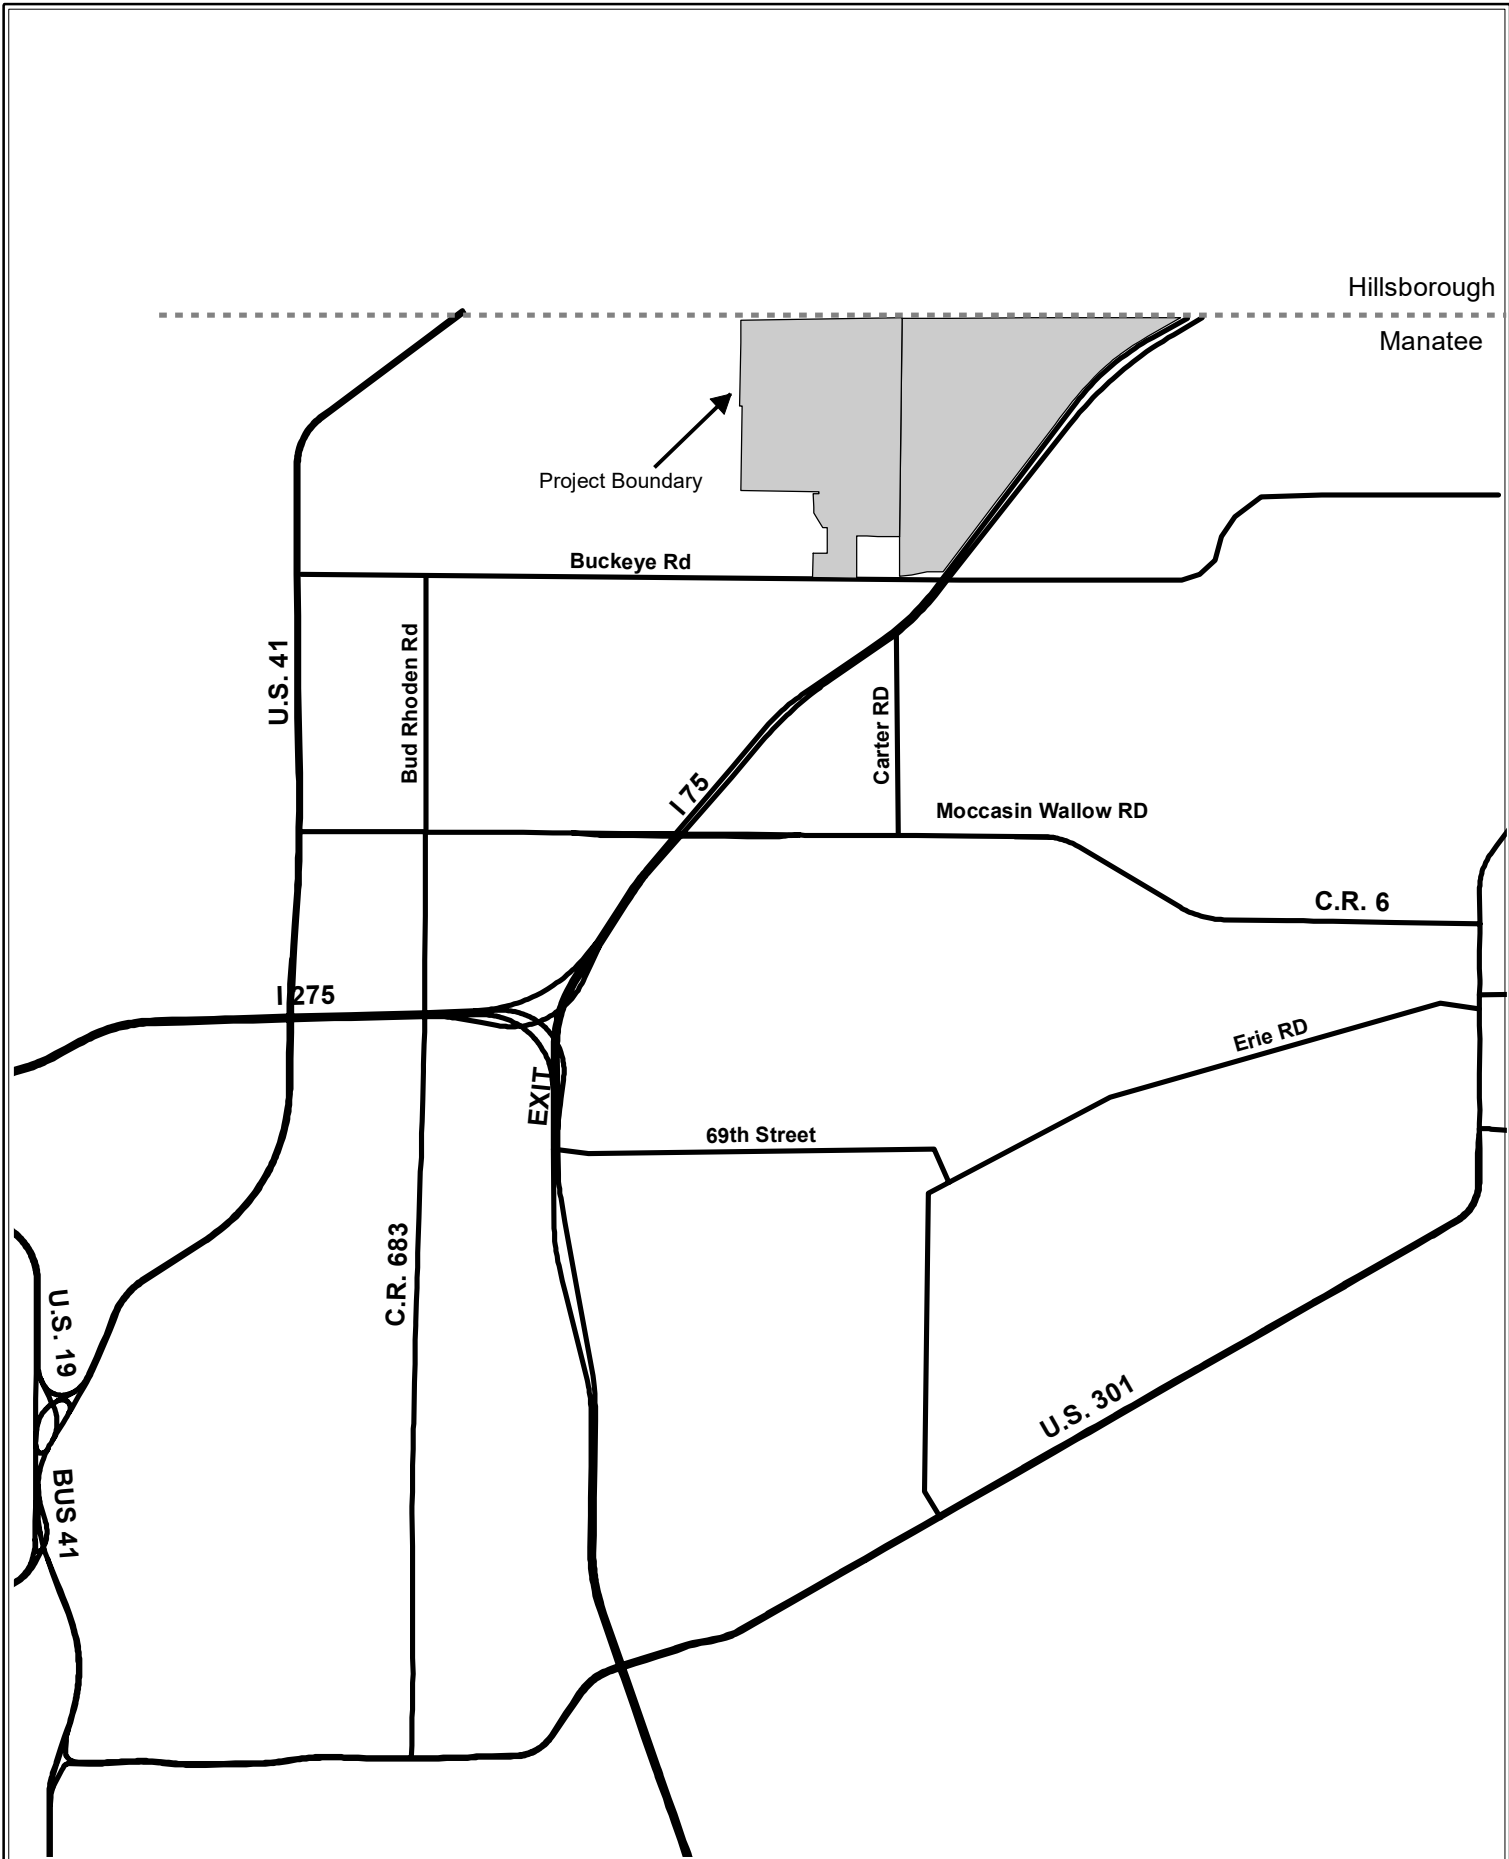 Hillsborough
Manatee
Project Boundary
Buckeye Rd
U.S. 41
Bud Rhoden Rd
Carter RD
I 75
Moccasin Wallow RD
C.R. 6
I 275
Erie RD
EXIT
69th Street
C.R. 683
U.S. 19
U.S. 301
BUS 41